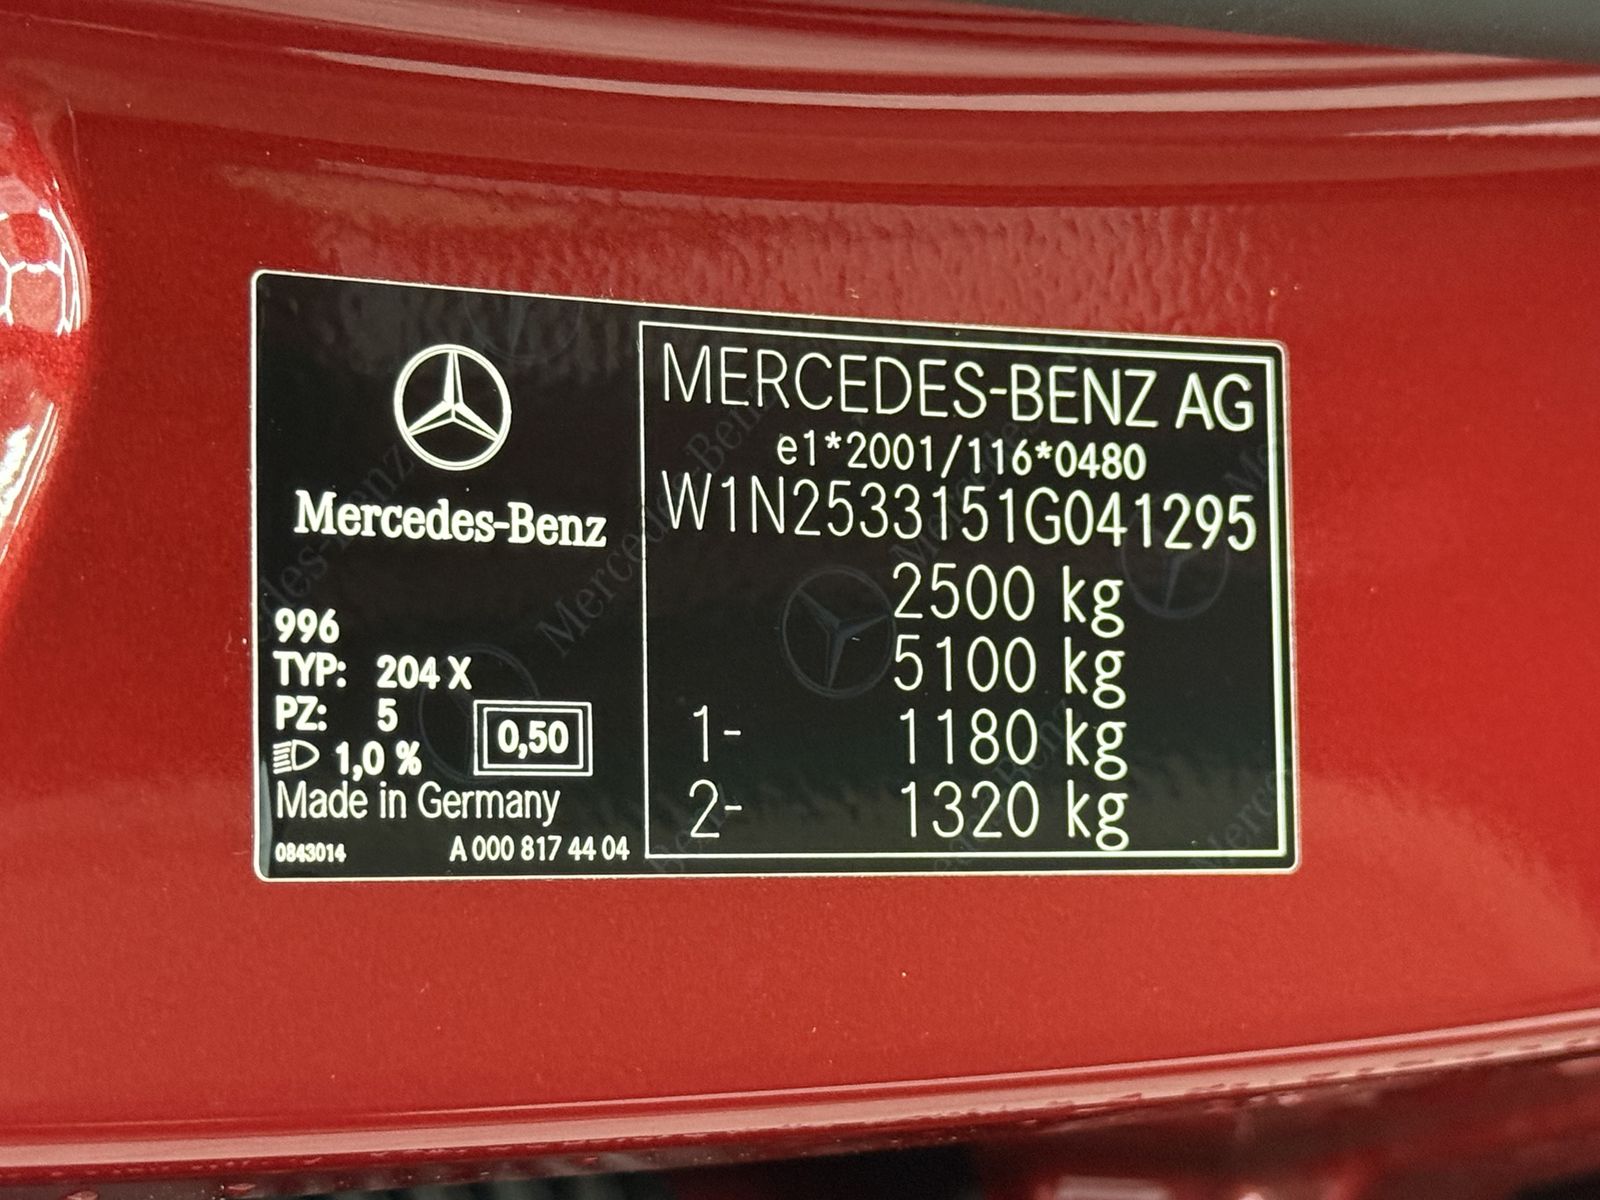 Mercedes-Benz
996
TYP: 204 X
PZ: 5
1,0 %
0,50
Made in Germany
0843014 A 000 817 44 04
MERCEDES-BENZ AG
e1*2001/116*0480
W1N2533151G041295
2500 kg
5100 kg
1- 1180 kg
2- 1320 kg